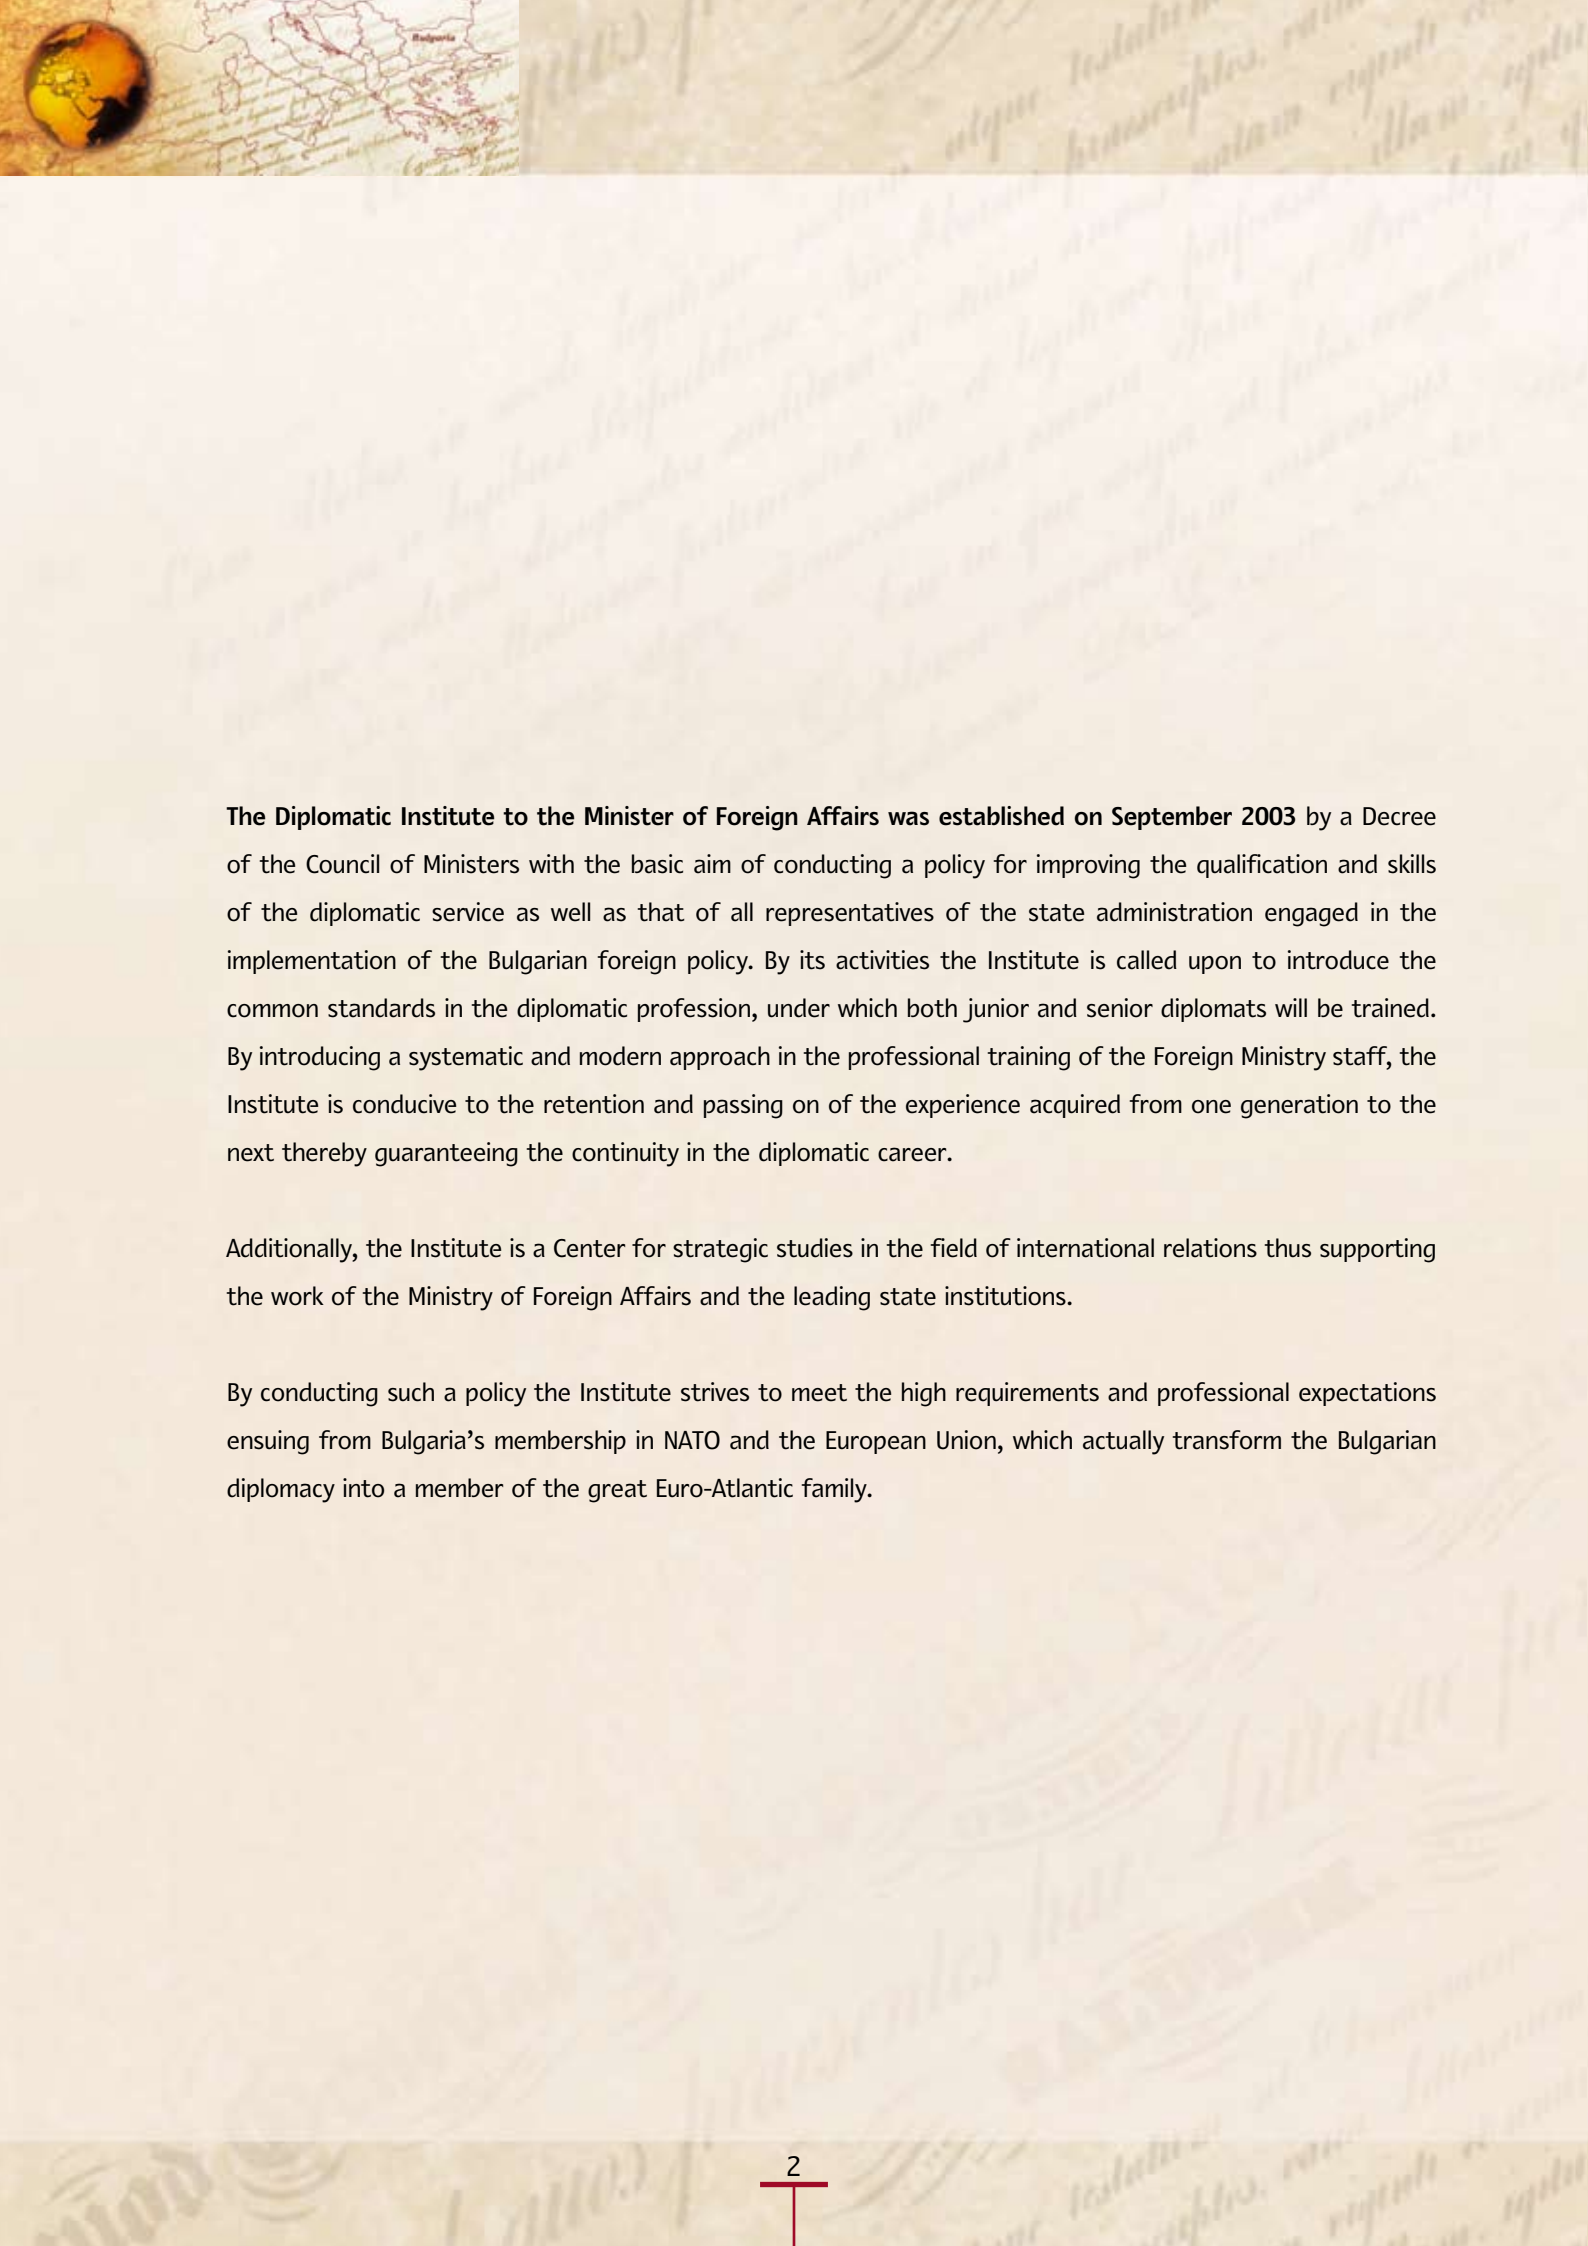 Bulgaria
The Diplomatic Institute to the Minister of Foreign Affairs was established on September 2003 by a Decree
of the Council of Ministers with the basic aim of conducting a policy for improving the qualification and skills
of the diplomatic service as well as that of all representatives of the state administration engaged in the
implementation of the Bulgarian foreign policy. By its activities the Institute is called upon to introduce the
common standards in the diplomatic profession, under which both junior and senior diplomats will be trained.
By introducing a systematic and modern approach in the professional training of the Foreign Ministry staff, the
Institute is conducive to the retention and passing on of the experience acquired from one generation to the
next thereby guaranteeing the continuity in the diplomatic career.
Additionally, the Institute is a Center for strategic studies in the field of international relations thus supporting
the work of the Ministry of Foreign Affairs and the leading state institutions.
By conducting such a policy the Institute strives to meet the high requirements and professional expectations
ensuing from Bulgaria’s membership in NATO and the European Union, which actually transform the Bulgarian
diplomacy into a member of the great Euro-Atlantic family.
2